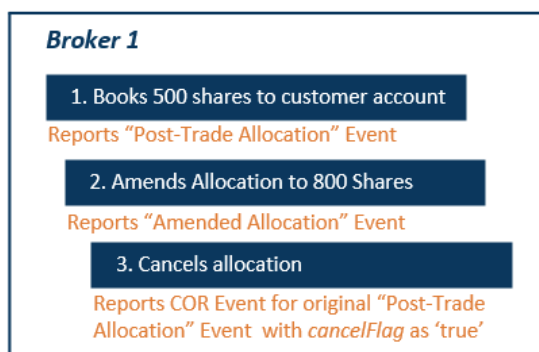 Broker 1
1. Books 500 shares to customer account
Reports “Post-Trade Allocation” Event
2. Amends Allocation to 800 Shares
Reports “Amended Allocation” Event
3. Cancels allocation
Reports COR Event for original “Post-Trade
Allocation” Event with cancelFlag as ‘true’